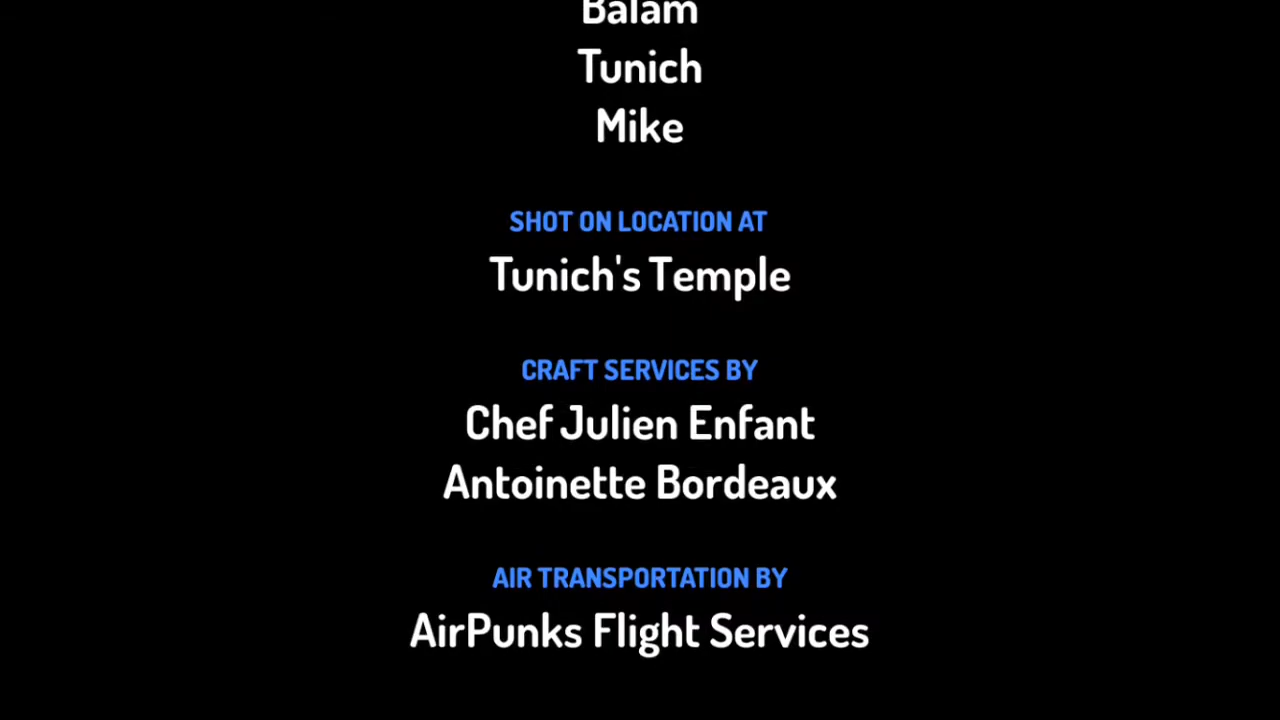 Balam
Tunich
Mike
SHOT ON LOCATION AT
Tunich's Temple
CRAFT SERVICES BY
Chef Julien Enfant
Antoinette Bordeaux
AIR TRANSPORTATION BY
AirPunks Flight Services